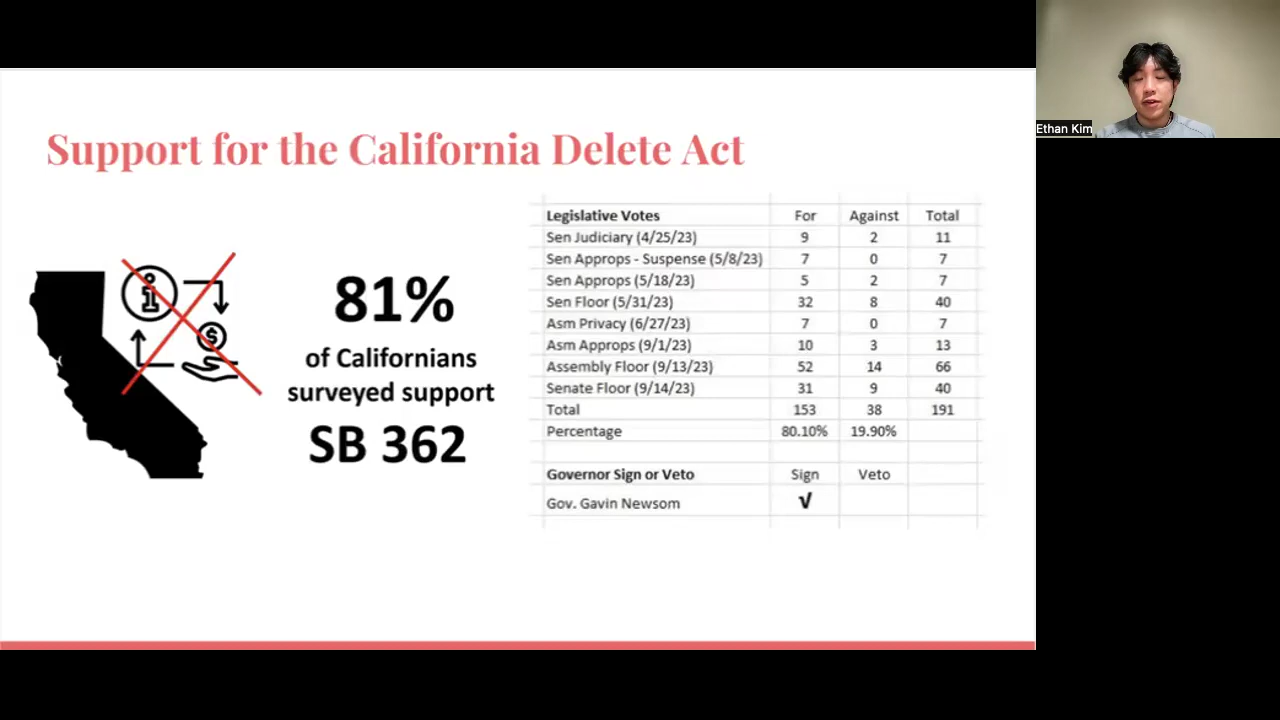 Support for the California Delete Act
81%
of Californians
surveyed support
SB 362
Legislative Votes For Against Total
Sen Judiciary (4/25/23) 9 2 11
Sen Approps - Suspense (5/8/23) 7 0 7
Sen Approps (5/18/23) 5 2 7
Sen Floor (5/31/23) 32 8 40
Asm Privacy (6/27/23) 7 0 7
Asm Approps (9/1/23) 10 3 13
Assembly Floor (9/13/23) 52 14 66
Senate Floor (9/14/23) 31 9 40
Total 153 38 191
Percentage 80.10% 19.90%
Governor Sign or Veto Sign Veto
Gov. Gavin Newsom √
Ethan Kim